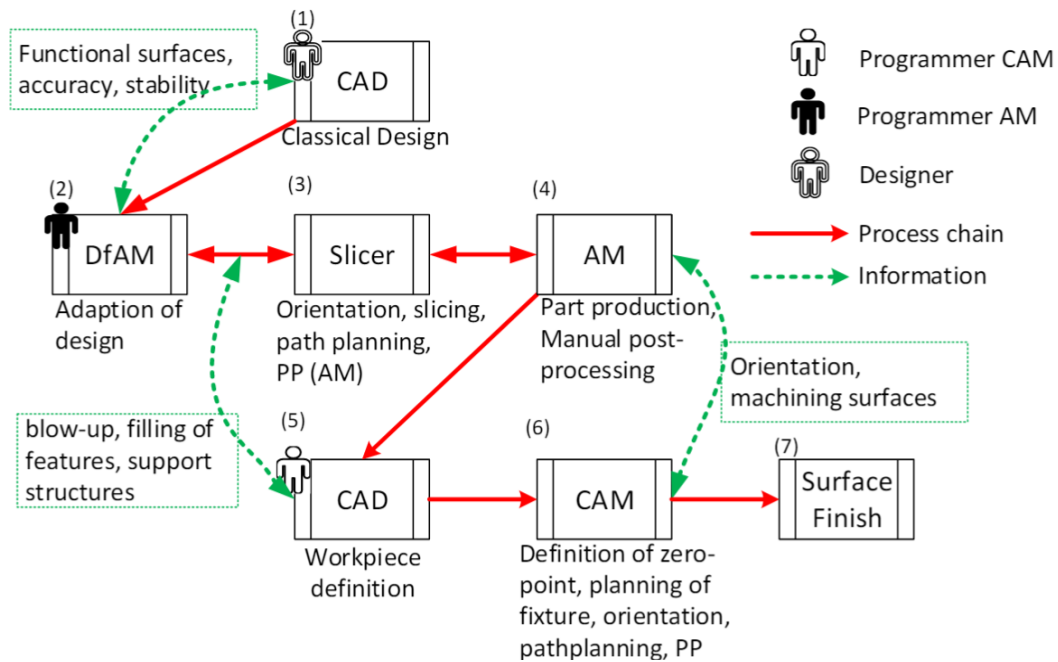 (1)
Functional surfaces,
accuracy, stability
CAD
Classical Design
Programmer CAM
Programmer AM
Designer
Process chain
Information
(2)
DfAM
Adaption of
design
(3)
Slicer
Orientation, slicing,
path planning,
PP (AM)
(4)
AM
Part production,
Manual post-
processing
Orientation,
machining surfaces
blow-up, filling of
features, support
structures
(5)
CAD
Workpiece
definition
(6)
CAM
Definition of zero-
point, planning of
fixture, orientation,
pathplanning, PP
(7)
Surface
Finish